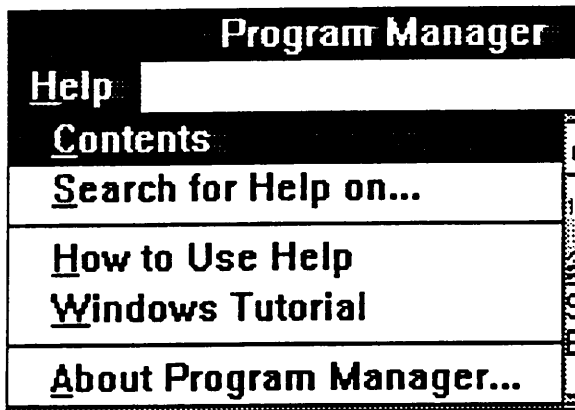 Program Manager
Help
Contents
Search for Help on...
How to Use Help
Windows Tutorial
About Program Manager...